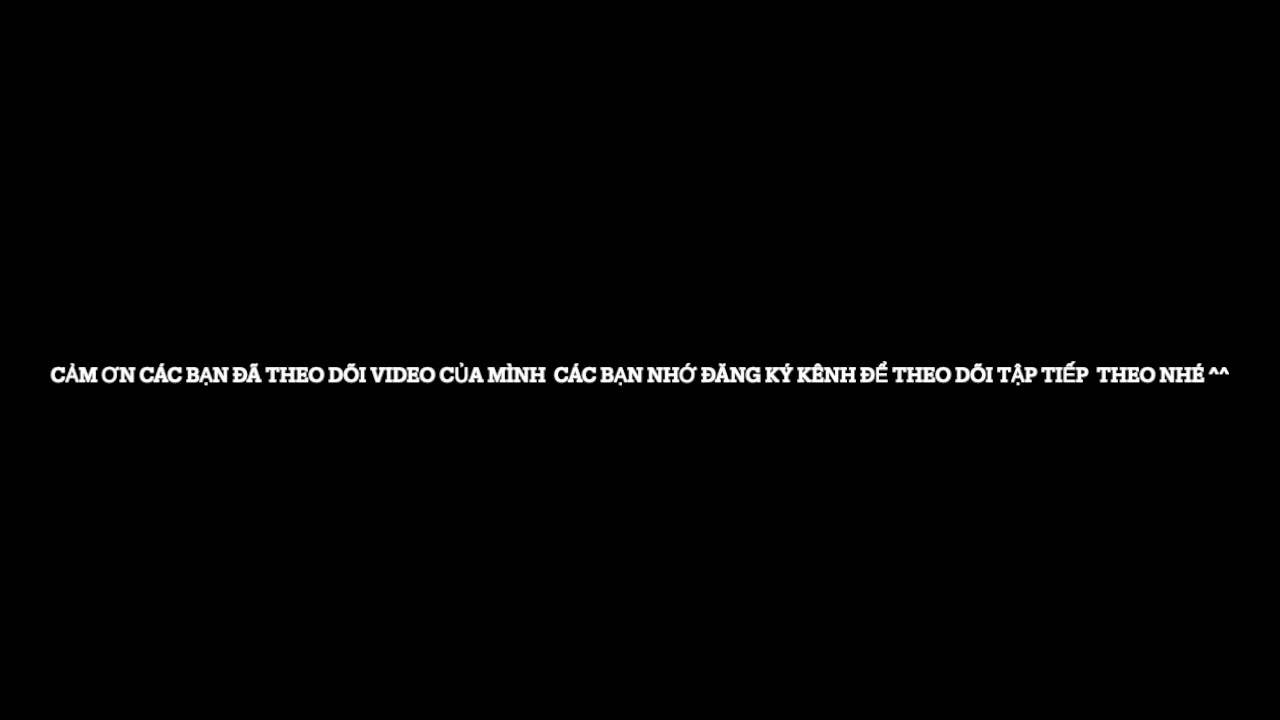 CẢM ƠN CÁC BẠN ĐÃ THEO DÕI VIDEO CỦA MÌNH  CÁC BẠN NHỚ ĐĂNG KÝ KÊNH ĐỂ THEO DÕI TẬP TIẾP  THEO NHÉ ^^